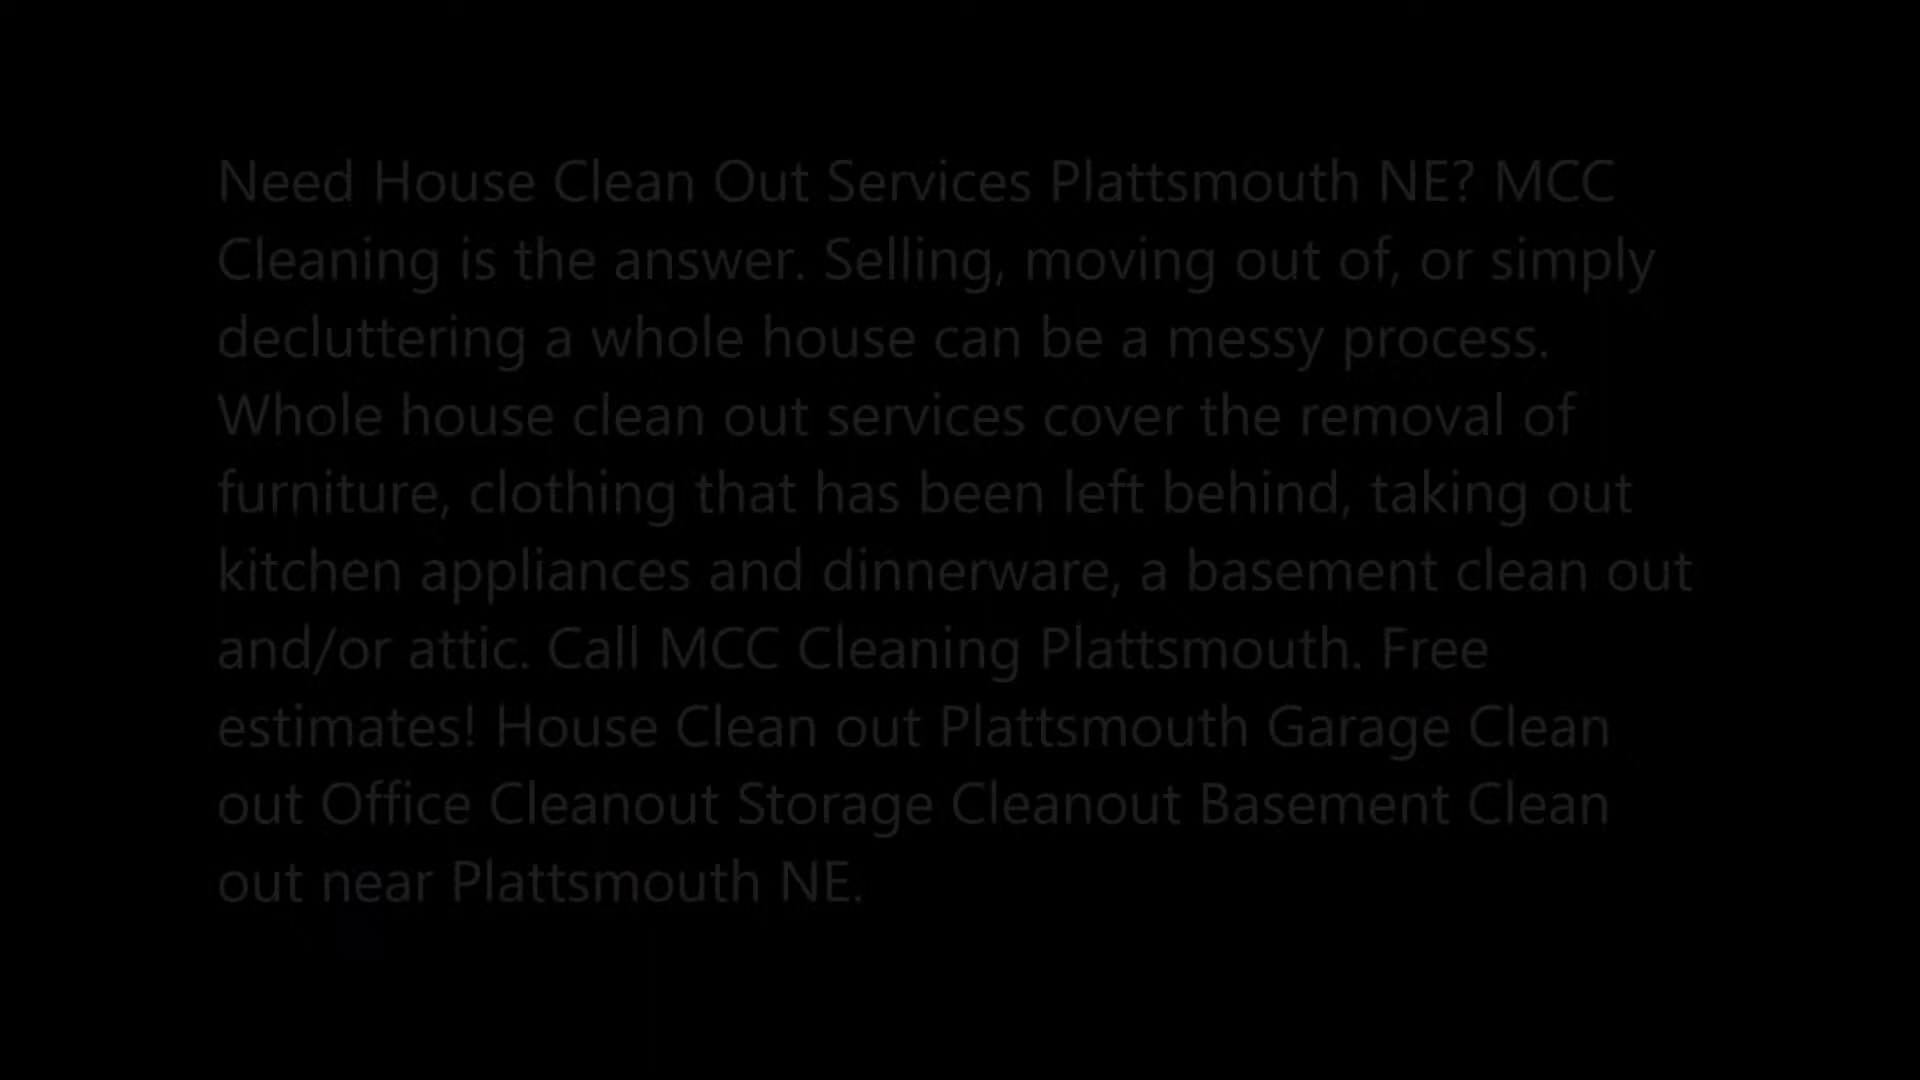 Need House Clean Out Services Plattsmouth NE? MCC
Cleaning is the answer. Selling, moving out of, or simply
decluttering a whole house can be a messy process.
Whole house clean out services cover the removal of
furniture, clothing that has been left behind, taking out
kitchen appliances and dinnerware, a basement clean out
and/or attic. Call MCC Cleaning Plattsmouth. Free
estimates! House Clean out Plattsmouth Garage Clean
out Office Cleanout Storage Cleanout Basement Clean
out near Plattsmouth NE.